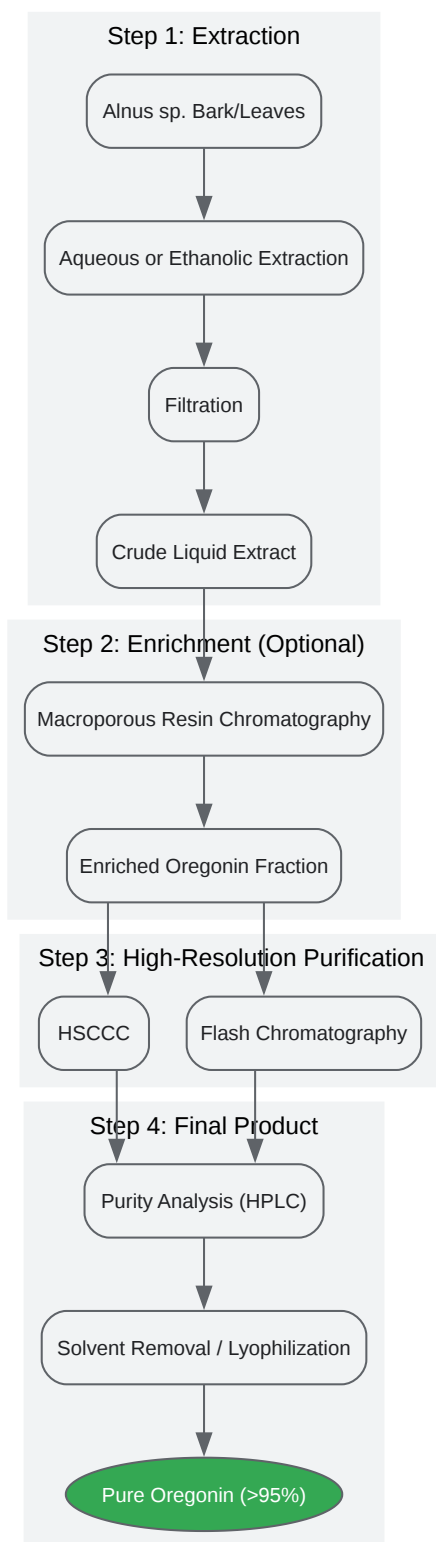 Step 1: Extraction
Alnus sp. Bark/Leaves
Aqueous or Ethanolic Extraction
Filtration
Crude Liquid Extract
Step 2: Enrichment (Optional)
Macroporous Resin Chromatography
Enriched Oregonin Fraction
Step 3: High-Resolution Purification
HSCCC
Flash Chromatography
Step 4: Final Product
Purity Analysis (HPLC)
Solvent Removal / Lyophilization
Pure Oregonin (>95%)